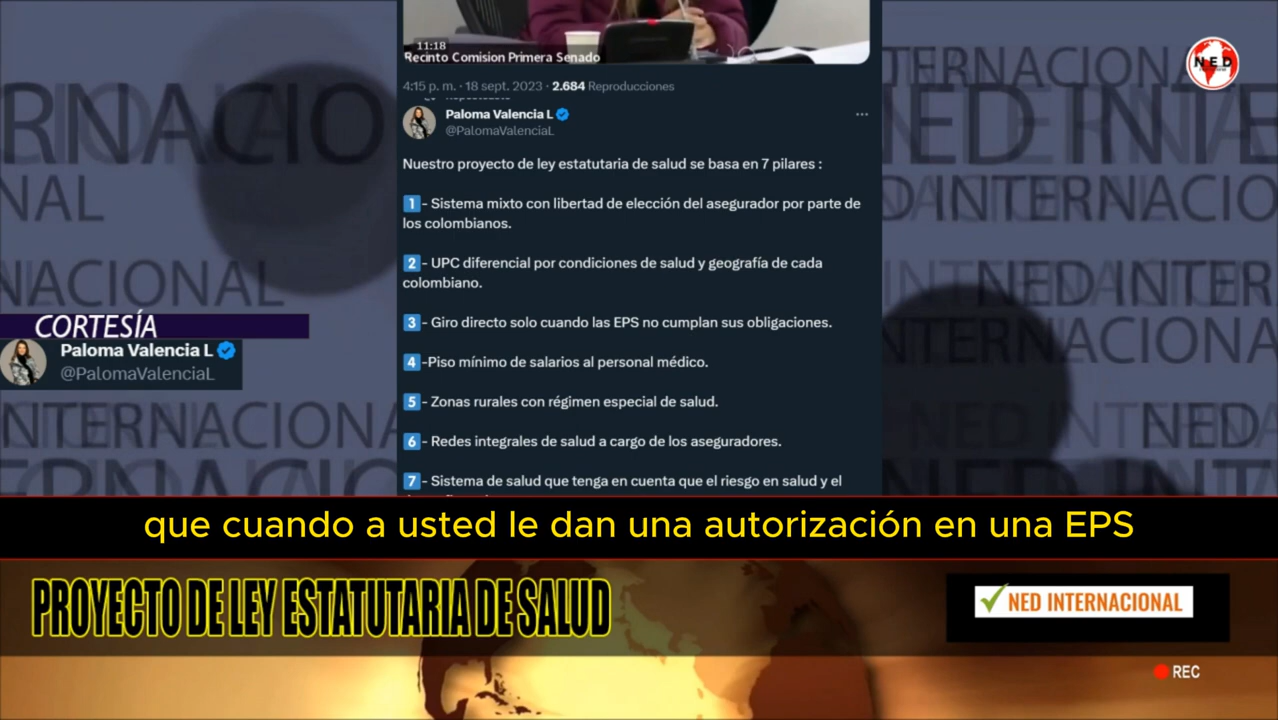 11:18
Recinto Comision Primera Senado
4:15 p. m. · 18 sept. 2023 · 2.684 Reproducciones
Paloma Valencia L
@PalomaValenciaL
Nuestro proyecto de ley estatutaria de salud se basa en 7 pilares :
1 - Sistema mixto con libertad de elección del asegurador por parte de
los colombianos.
2 - UPC diferencial por condiciones de salud y geografía de cada
colombiano.
3 - Giro directo solo cuando las EPS no cumplan sus obligaciones.
4 -Piso mínimo de salarios al personal médico.
5 - Zonas rurales con régimen especial de salud.
6 - Redes integrales de salud a cargo de los aseguradores.
7 - Sistema de salud que tenga en cuenta que el riesgo en salud y el
CORTESÍA
Paloma Valencia L
@PalomaValenciaL
NED
que cuando a usted le dan una autorización en una EPS
PROYECTO DE LEY ESTATUTARIA DE SALUD
NED INTERNACIONAL
REC